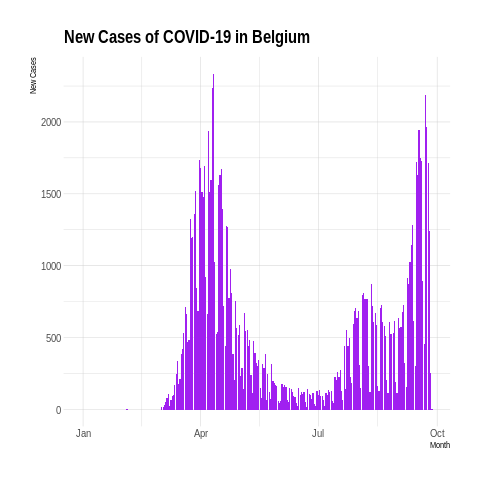 New Cases of COVID-19 in Belgium
New Cases
2000
1500
1000
500
0
Jan Apr Jul Oct
Month